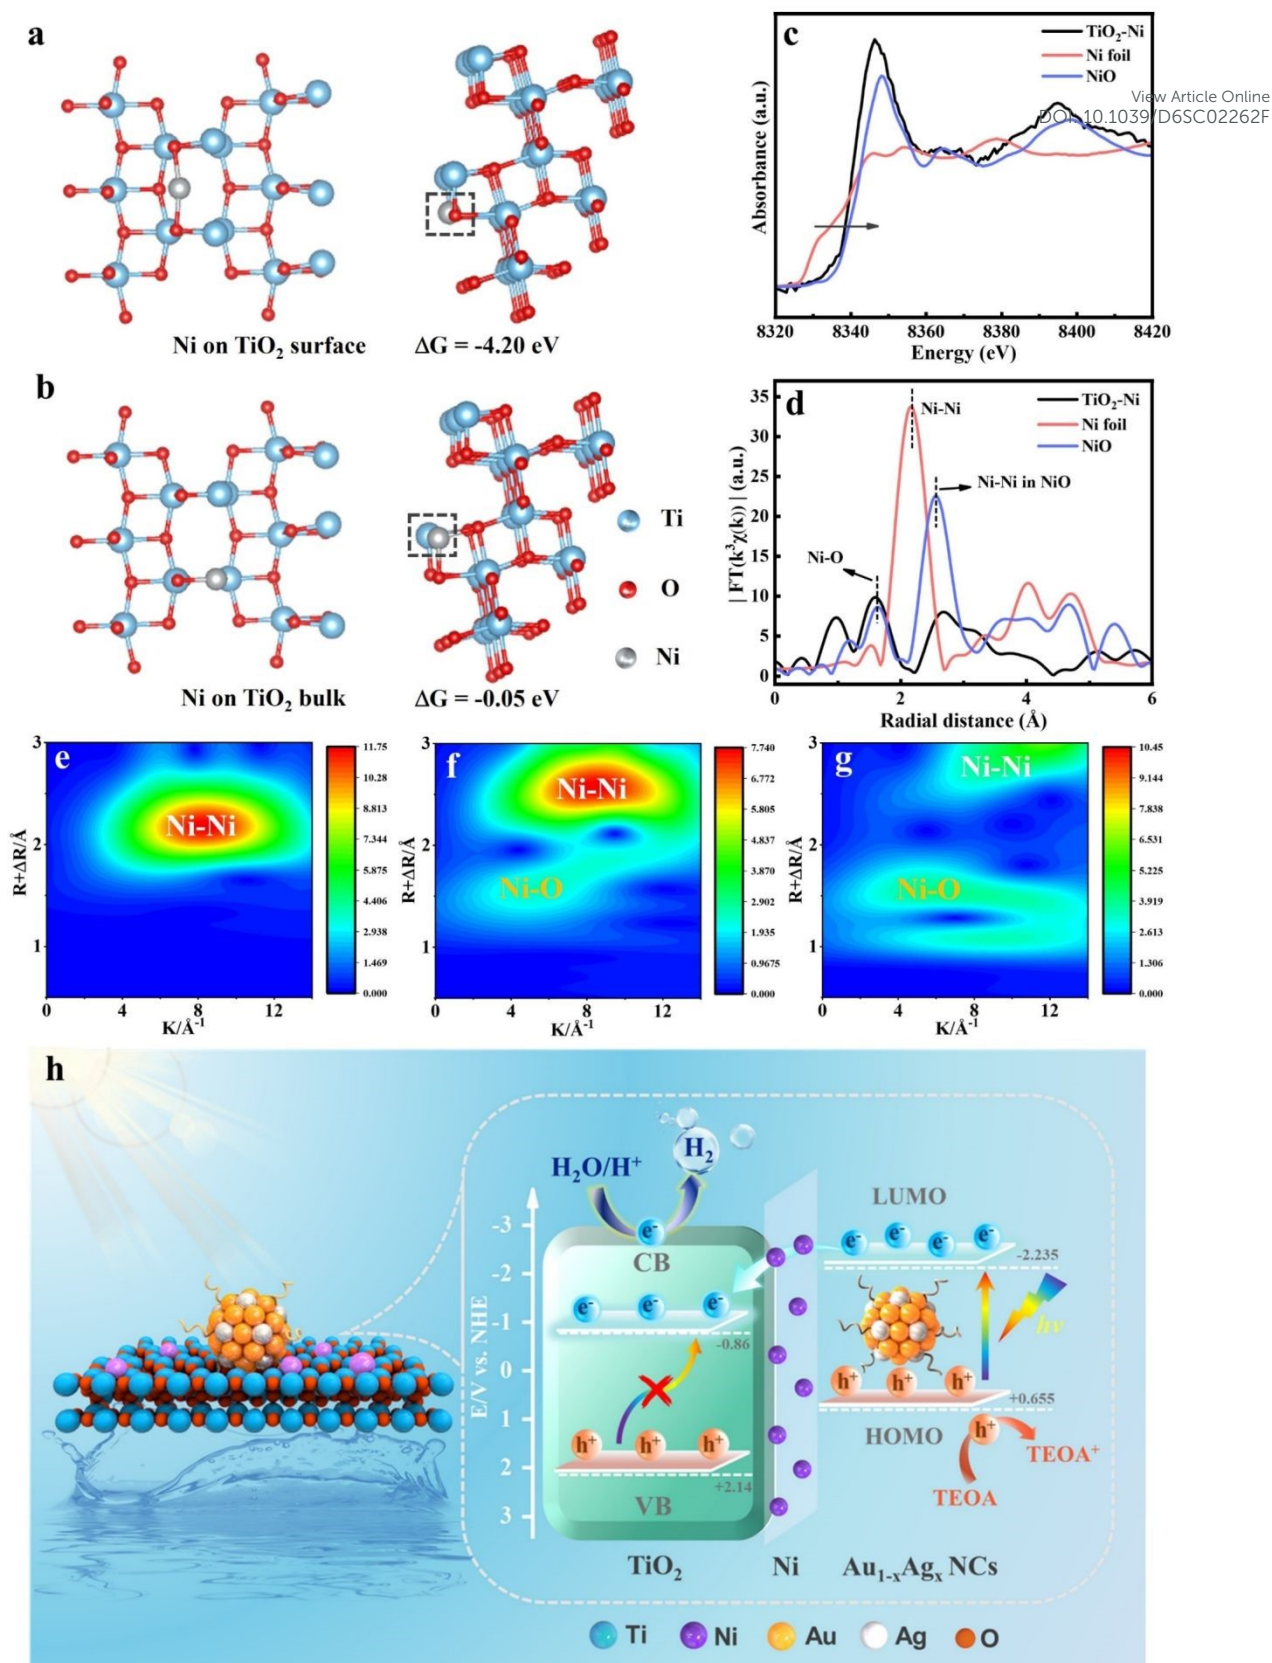 a
Ni on TiO₂ surface
ΔG = -4.20 eV
b
Ti
O
Ni
Ni on TiO₂ bulk
ΔG = -0.05 eV
c
TiO₂-Ni
Ni foil
NiO
View Article Online
DOI: 10.1039/D6SC02262F
Absorbance (a.u.)
8320 8340 8360 8380 8400 8420
Energy (eV)
d
TiO₂-Ni
Ni foil
NiO
Ni-Ni
Ni-Ni in NiO
Ni-O
| FT(k³χ(k)) | (a.u.)
35
30
25
20
15
10
5
0
0 2 4 6
Radial distance (Å)
e
Ni-Ni
R+ΔR/Å
3
2
1
0 4 8 12
K/Å⁻¹
11.75
10.28
8.813
7.344
5.875
4.406
2.938
1.469
0.000
f
Ni-Ni
Ni-O
R+ΔR/Å
3
2
1
0 4 8 12
K/Å⁻¹
7.740
6.772
5.805
4.837
3.870
2.902
1.935
0.9675
0.000
g
Ni-Ni
Ni-O
R+ΔR/Å
3
2
1
0 4 8 12
K/Å⁻¹
10.45
9.144
7.838
6.531
5.225
3.919
2.613
1.306
0.000
h
H₂O/H⁺
H₂
E/V vs. NHE
-3
-2
-1
0
1
2
3
e⁻
CB
e⁻ e⁻ e⁻
-0.86
h⁺ h⁺ h⁺
+2.14
VB
LUMO
e⁻ e⁻ e⁻ e⁻
-2.235
hν
h⁺ h⁺ h⁺
+0.655
HOMO
h⁺
TEOA⁺
TEOA
TiO₂
Ni
Au₁₋ₓAgₓ NCs
Ti Ni Au Ag O